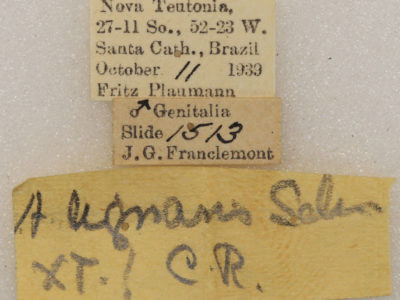 Nova Teutonia,
27-11 So., 52-23 W.
Santa Cath., Brazil
October 11 1939
Fritz Plaumann
♂ Genitalia
Slide 1513
J. G. Franclemont
A
XT. ! C. R.